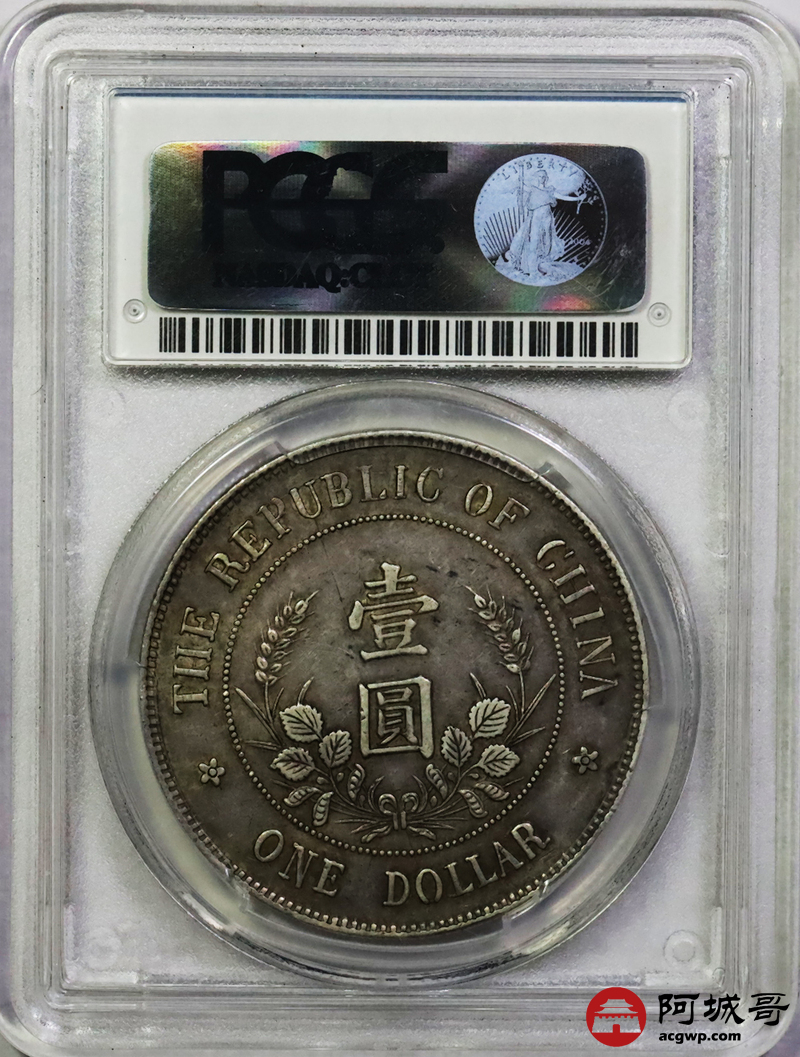 PCGS
NASDAQ:CLCT
LIBERTY
THE REPUBLIC OF CHINA
壹
圓
ONE DOLLAR
阿城哥
acgwp.com